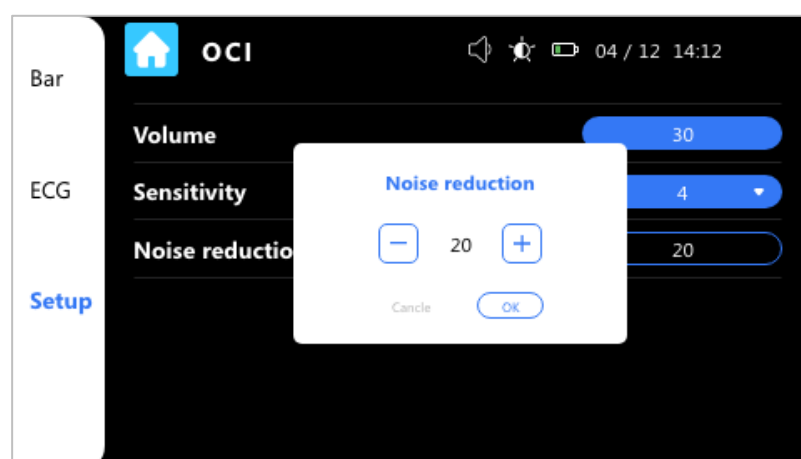 OCI 04 / 12 14:12
Bar
ECG
Setup
Volume 30
Sensitivity 4
Noise reductio 20
Noise reduction
− 20 +
Cancle OK